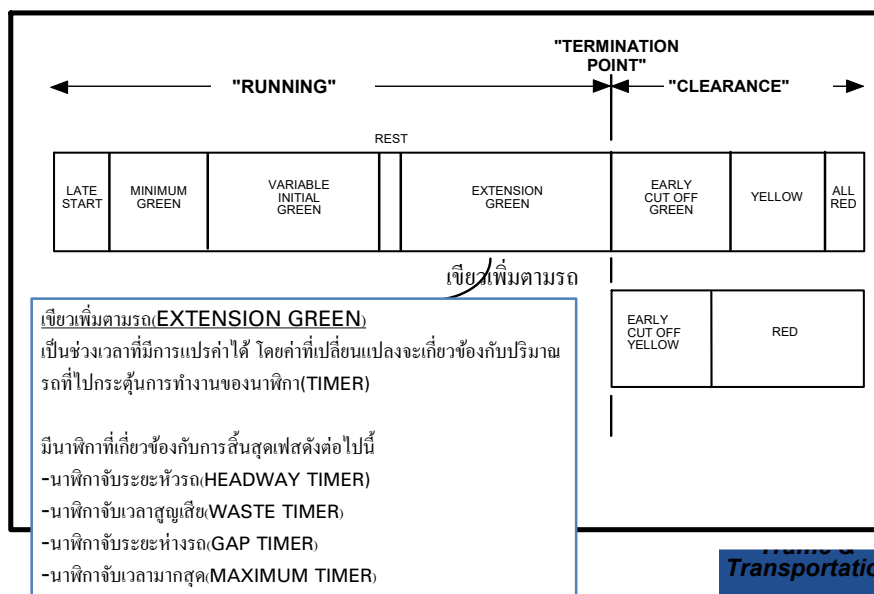 "TERMINATION
POINT"
"RUNNING"
"CLEARANCE"
REST
LATE
START
MINIMUM
GREEN
VARIABLE
INITIAL
GREEN
EXTENSION
GREEN
EARLY
CUT OFF
GREEN
YELLOW
ALL
RED
เขียวเพิ่มตามรถ
EARLY
CUT OFF
YELLOW
RED
เขียวเพิ่มตามรถ(EXTENSION GREEN)
เป็นช่วงเวลาที่มีการแปรค่าได้ โดยค่าที่เปลี่ยนแปลงจะเกี่ยวข้องกับปริมาณ
รถที่ไปกระตุ้นการทำงานของนาฬิกา(TIMER)
มีนาฬิกาที่เกี่ยวข้องกับการสิ้นสุดเฟสดังต่อไปนี้
-นาฬิกาจับระยะหัวรถ(HEADWAY TIMER)
-นาฬิกาจับเวลาสูญเสีย(WASTE TIMER)
-นาฬิกาจับระยะห่างรถ(GAP TIMER)
-นาฬิกาจับเวลามากสุด(MAXIMUM TIMER)